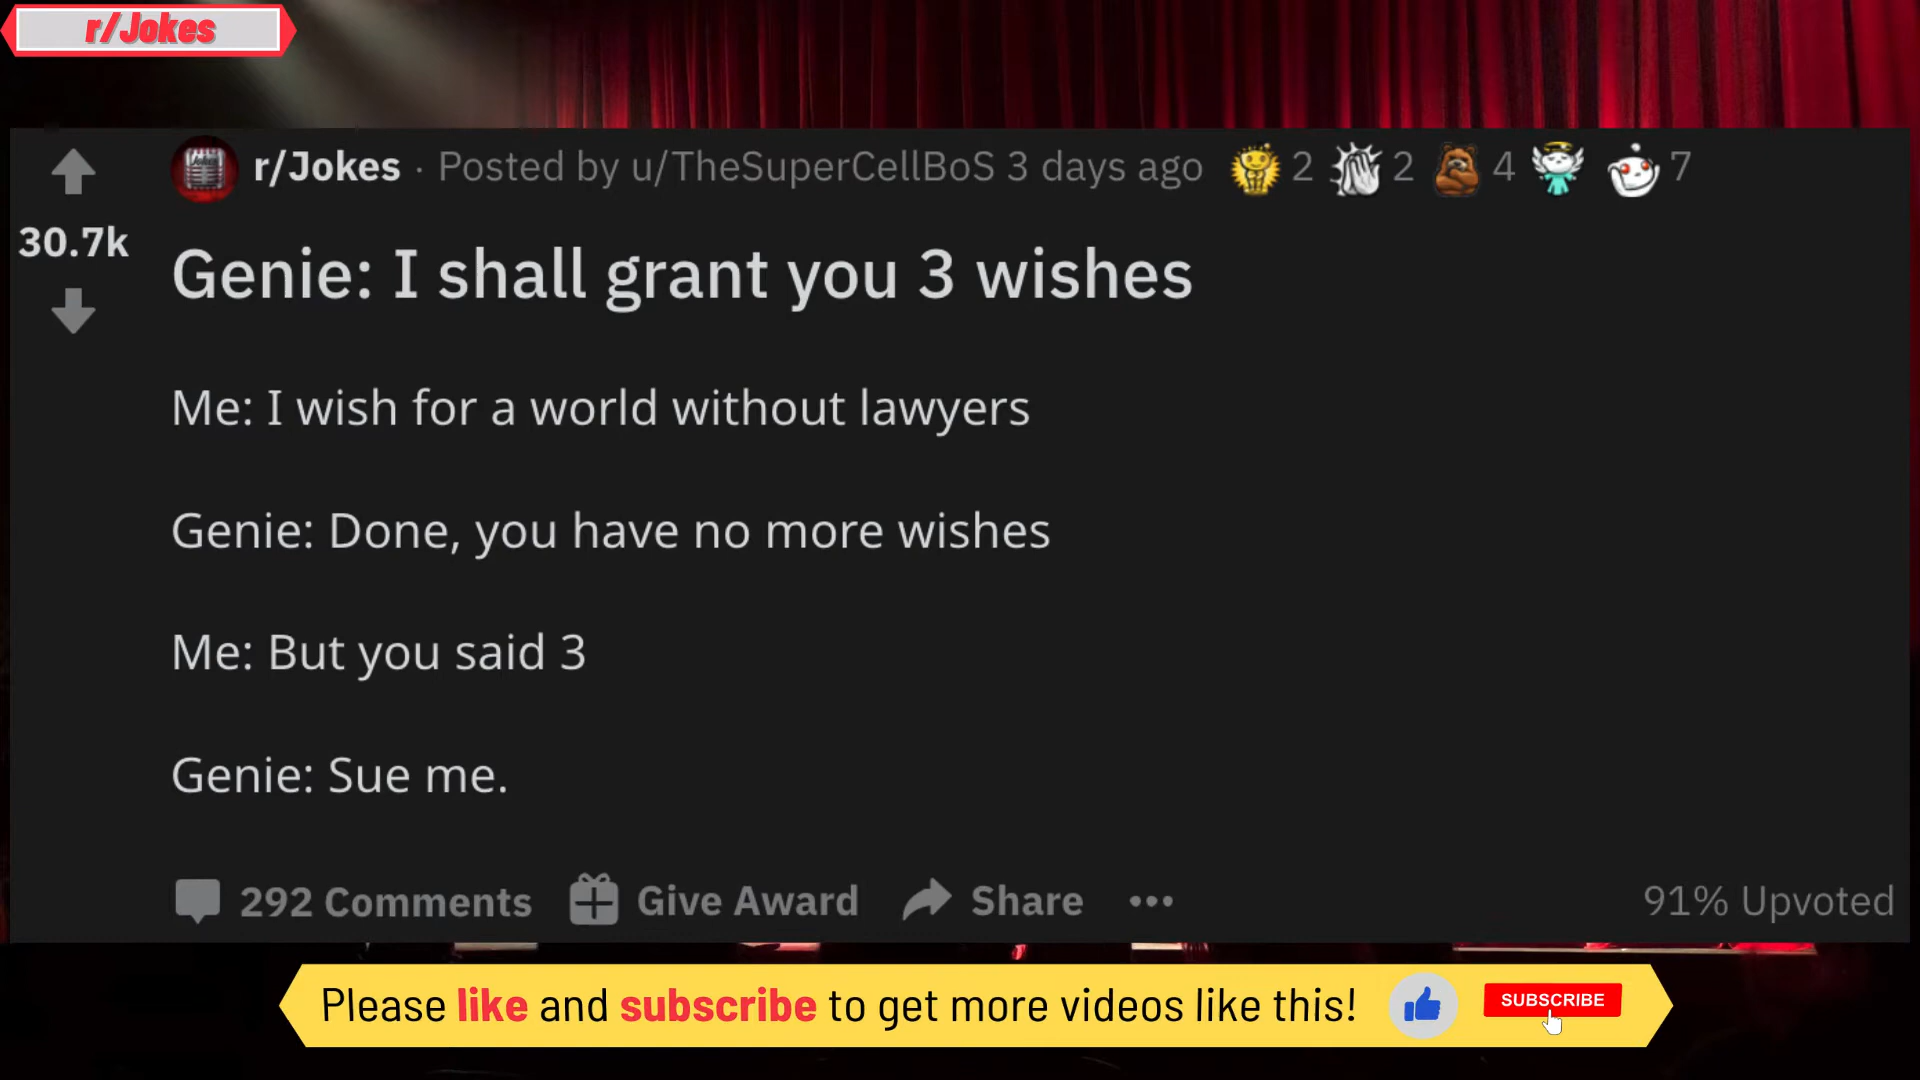 r/Jokes
r/Jokes · Posted by u/TheSuperCellBoS 3 days ago 2 2 4 7
30.7k
Genie: I shall grant you 3 wishes
Me: I wish for a world without lawyers
Genie: Done, you have no more wishes
Me: But you said 3
Genie: Sue me.
292 Comments Give Award Share ••• 91% Upvoted
Please like and subscribe to get more videos like this! SUBSCRIBE